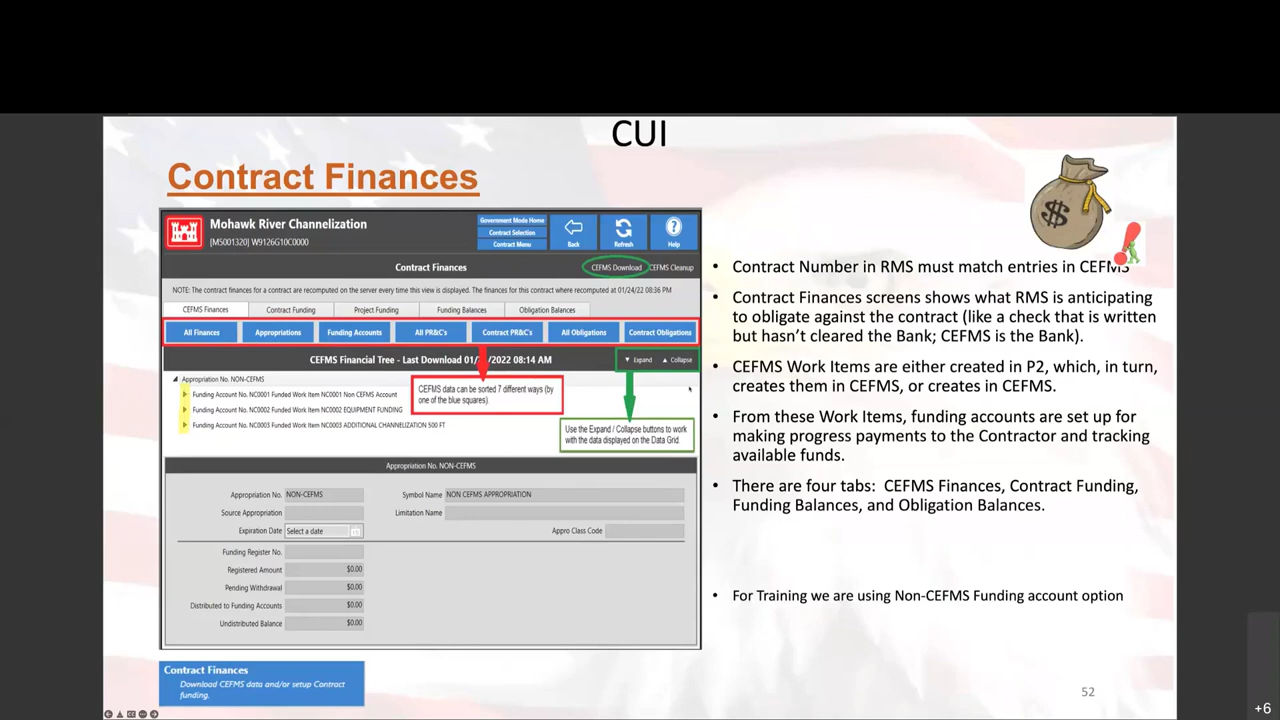 CUI
Contract Finances
Mohawk River Channelization
[M5001320] W9126G10C0000
Government Mode Home
Contract Selection
Contract Menu
Back
Refresh
Help
Contract Finances
CEFMS Download
CEFMS Cleanup
NOTE: The contract finances for a contract are recomputed on the server every time this view is displayed. The finances for this contract where recomputed at 01/24/22 08:36 PM
CEFMS Finances
Contract Funding
Project Funding
Funding Balances
Obligation Balances
All Finances
Appropriations
Funding Accounts
All PR&C's
Contract PR&C's
All Obligations
Contract Obligations
CEFMS Financial Tree - Last Download 01/ /2022 08:14 AM
Expand
Collapse
Appropriation No. NON-CEFMS
Funding Account No. NC0001 Funded Work Item NC0001 Non CEFMS Account
Funding Account No. NC0002 Funded Work Item NC0002 EQUIPMENT FUNDING
Funding Account No. NC0003 Funded Work Item NC0003 ADDITIONAL CHANNELIZATION 500 FT
CEFMS data can be sorted 7 different ways (by
one of the blue squares).
Use the Expand / Collapse buttons to work
with the data displayed on the Data Grid.
Appropriation No. NON-CEFMS
Appropriation No. NON-CEFMS
Symbol Name NON CEFMS APPROPRIATION
Source Appropriation
Limitation Name
Expiration Date Select a date
Appro Class Code
Funding Register No.
Registered Amount $0.00
Pending Withdrawal $0.00
Distributed to Funding Accounts $0.00
Undistributed Balance $0.00
Contract Finances
Download CEFMS data and/or setup Contract
funding.
$
• Contract Number in RMS must match entries in CEFMS
• Contract Finances screens shows what RMS is anticipating
to obligate against the contract (like a check that is written
but hasn't cleared the Bank; CEFMS is the Bank).
• CEFMS Work Items are either created in P2, which, in turn,
creates them in CEFMS, or creates in CEFMS.
• From these Work Items, funding accounts are set up for
making progress payments to the Contractor and tracking
available funds.
• There are four tabs: CEFMS Finances, Contract Funding,
Funding Balances, and Obligation Balances.
• For Training we are using Non-CEFMS Funding account option
52
+6